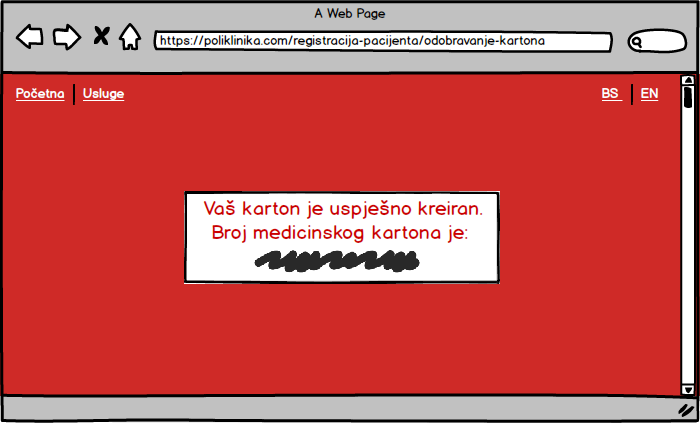 A Web Page
https://poliklinika.com/registracija-pacijenta/odobravanje-kartona
Početna Usluge BS EN
Vaš karton je uspješno kreiran.
Broj medicinskog kartona je: